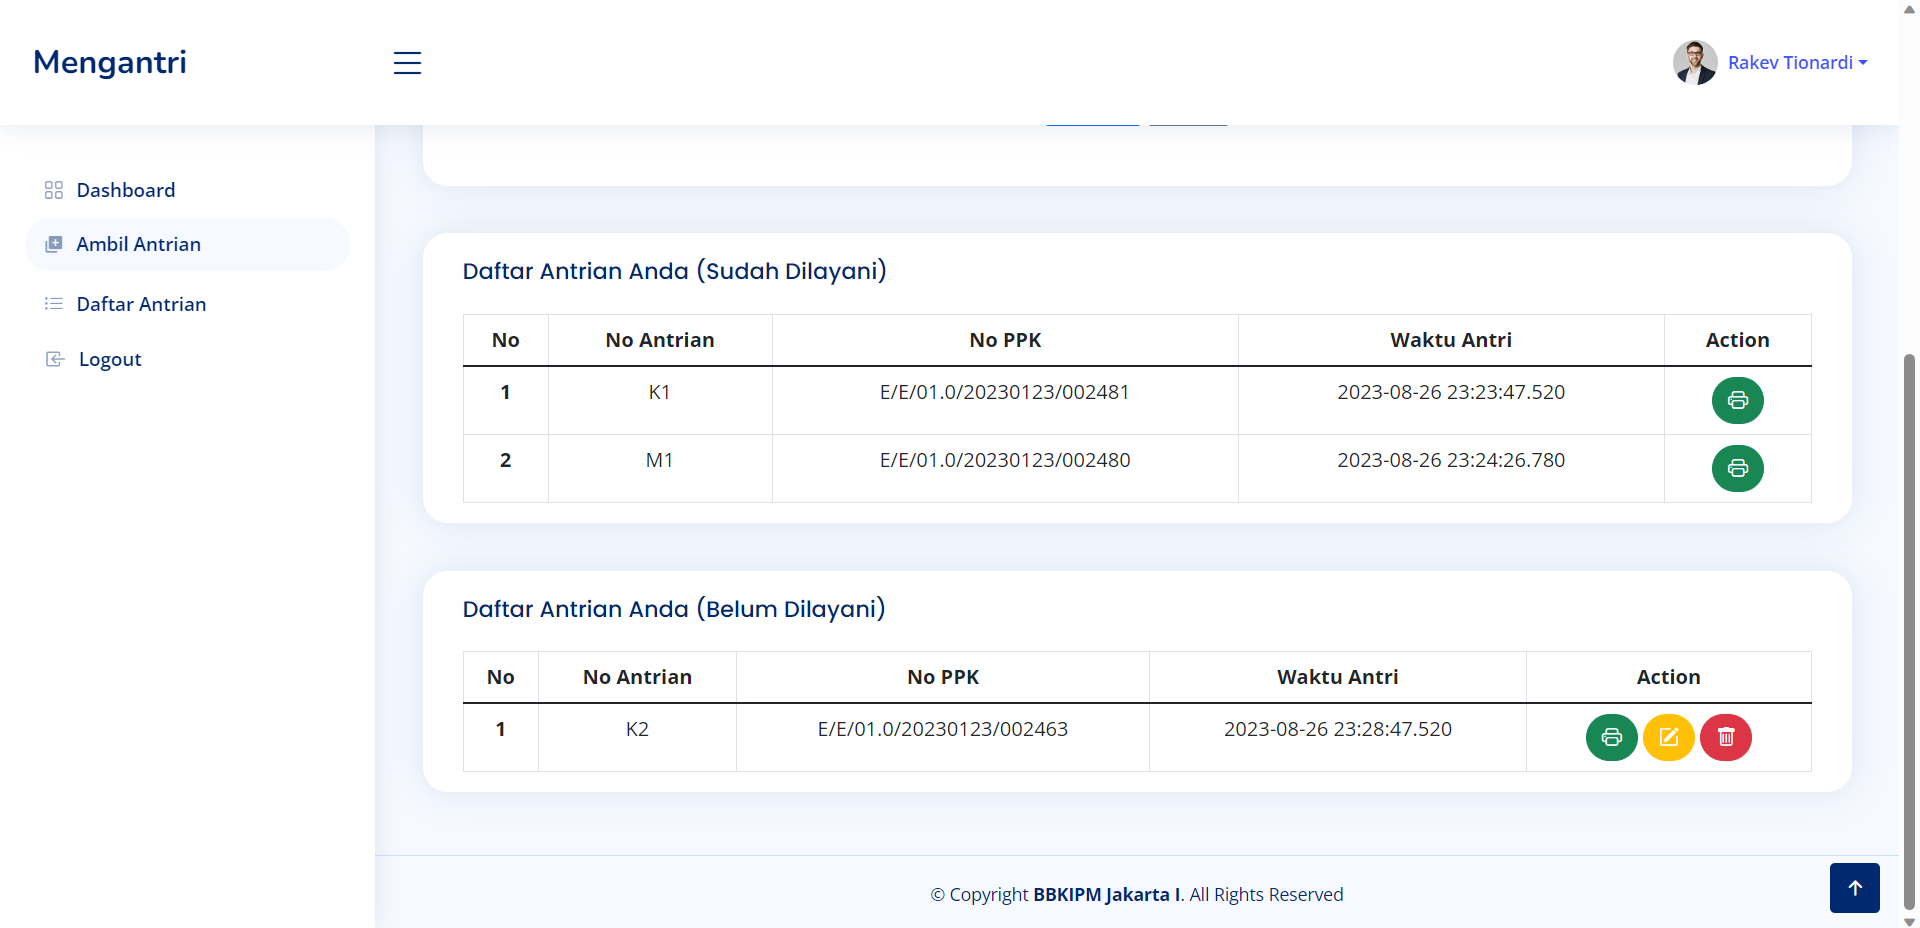 Mengantri
Rakev Tionardi
Dashboard
Ambil Antrian
Daftar Antrian
Logout
Daftar Antrian Anda (Sudah Dilayani)
No No Antrian No PPK Waktu Antri Action
1 K1 E/E/01.0/20230123/002481 2023-08-26 23:23:47.520
2 M1 E/E/01.0/20230123/002480 2023-08-26 23:24:26.780
Daftar Antrian Anda (Belum Dilayani)
No No Antrian No PPK Waktu Antri Action
1 K2 E/E/01.0/20230123/002463 2023-08-26 23:28:47.520
© Copyright BBKIPM Jakarta I. All Rights Reserved